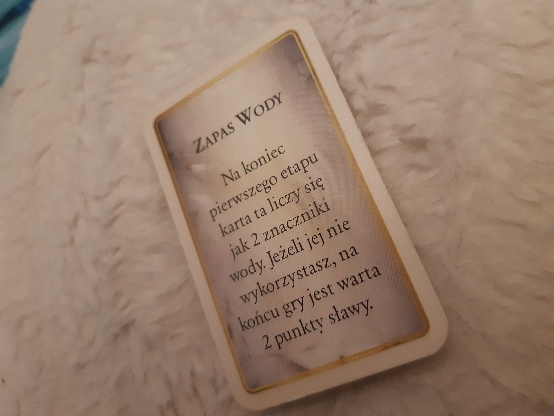 Zapas Wody
Na koniec
pierwszego etapu
karta ta liczy się
jak 2 znaczniki
wody. Jeżeli jej nie
wykorzystasz, na
końcu gry jest warta
2 punkty sławy.